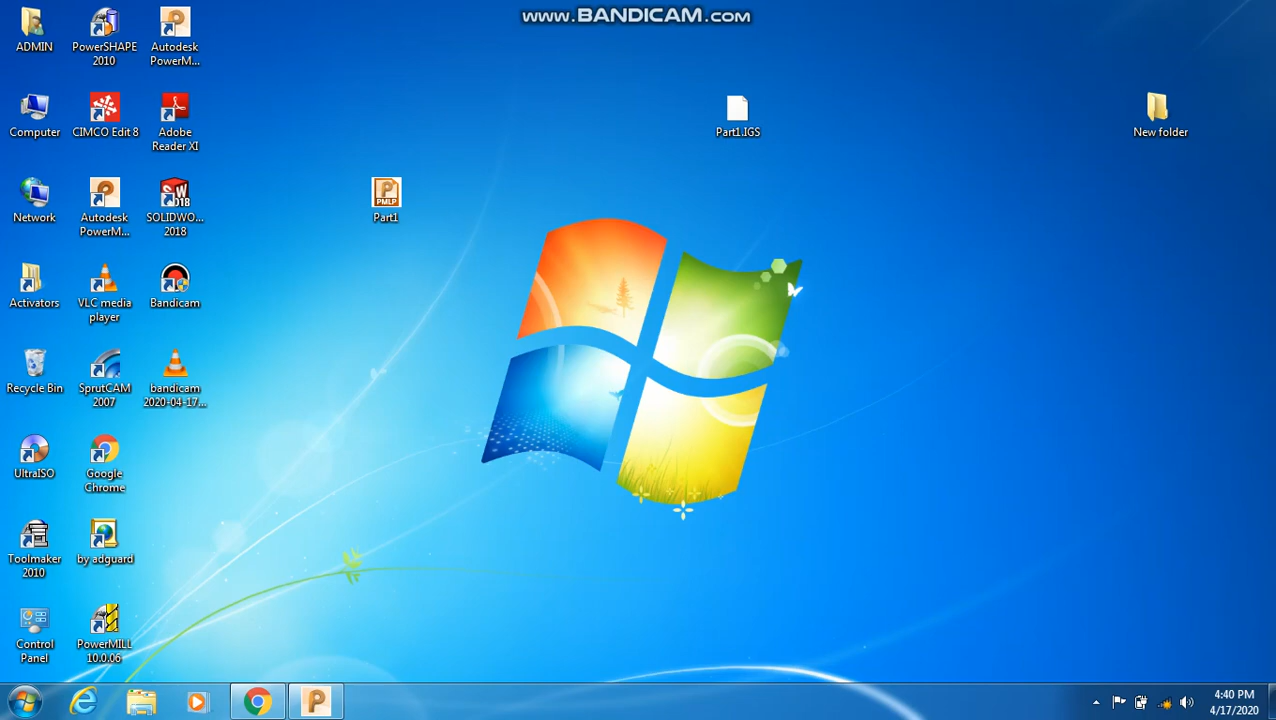 www.BANDICAM.com
ADMIN
PowerSHAPE
2010
Autodesk
PowerM...
Computer
CIMCO Edit 8
Adobe
Reader XI
Part1.IGS
New folder
Network
Autodesk
PowerM...
SOLIDWO...
2018
PMLP
Part1
Activators
VLC media
player
Bandicam
Recycle Bin
SprutCAM
2007
bandicam
2020-04-17...
UltraISO
Google
Chrome
Toolmaker
2010
by adguard
Control
Panel
PowerMILL
10.0.06
4:40 PM
4/17/2020